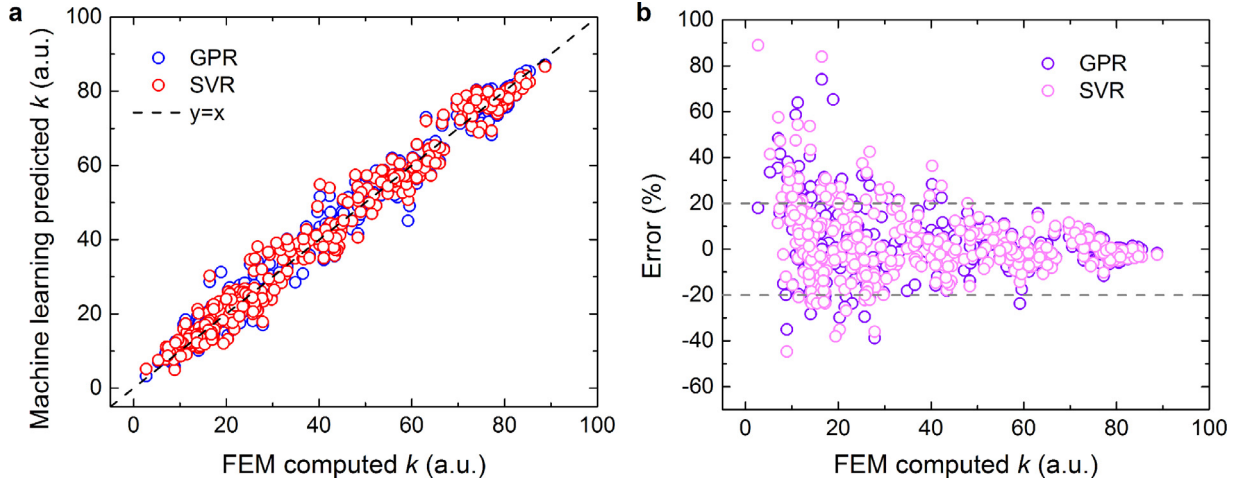 a
Machine learning predicted k (a.u.)
100
80
60
40
20
0
GPR
SVR
y=x
0 20 40 60 80 100
FEM computed k (a.u.)
b
Error (%)
100
80
60
40
20
0
-20
-40
-60
GPR
SVR
0 20 40 60 80 100
FEM computed k (a.u.)